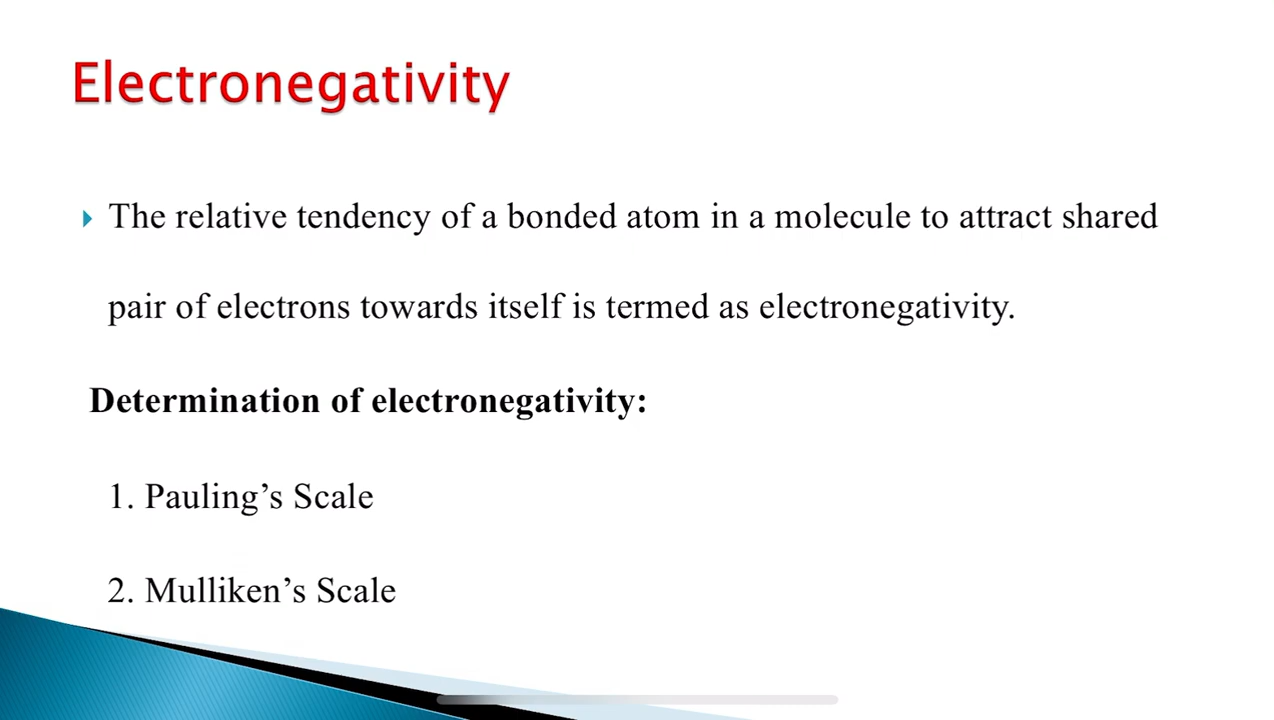 Electronegativity
The relative tendency of a bonded atom in a molecule to attract shared
pair of electrons towards itself is termed as electronegativity.
Determination of electronegativity:
1. Pauling’s Scale
2. Mulliken’s Scale